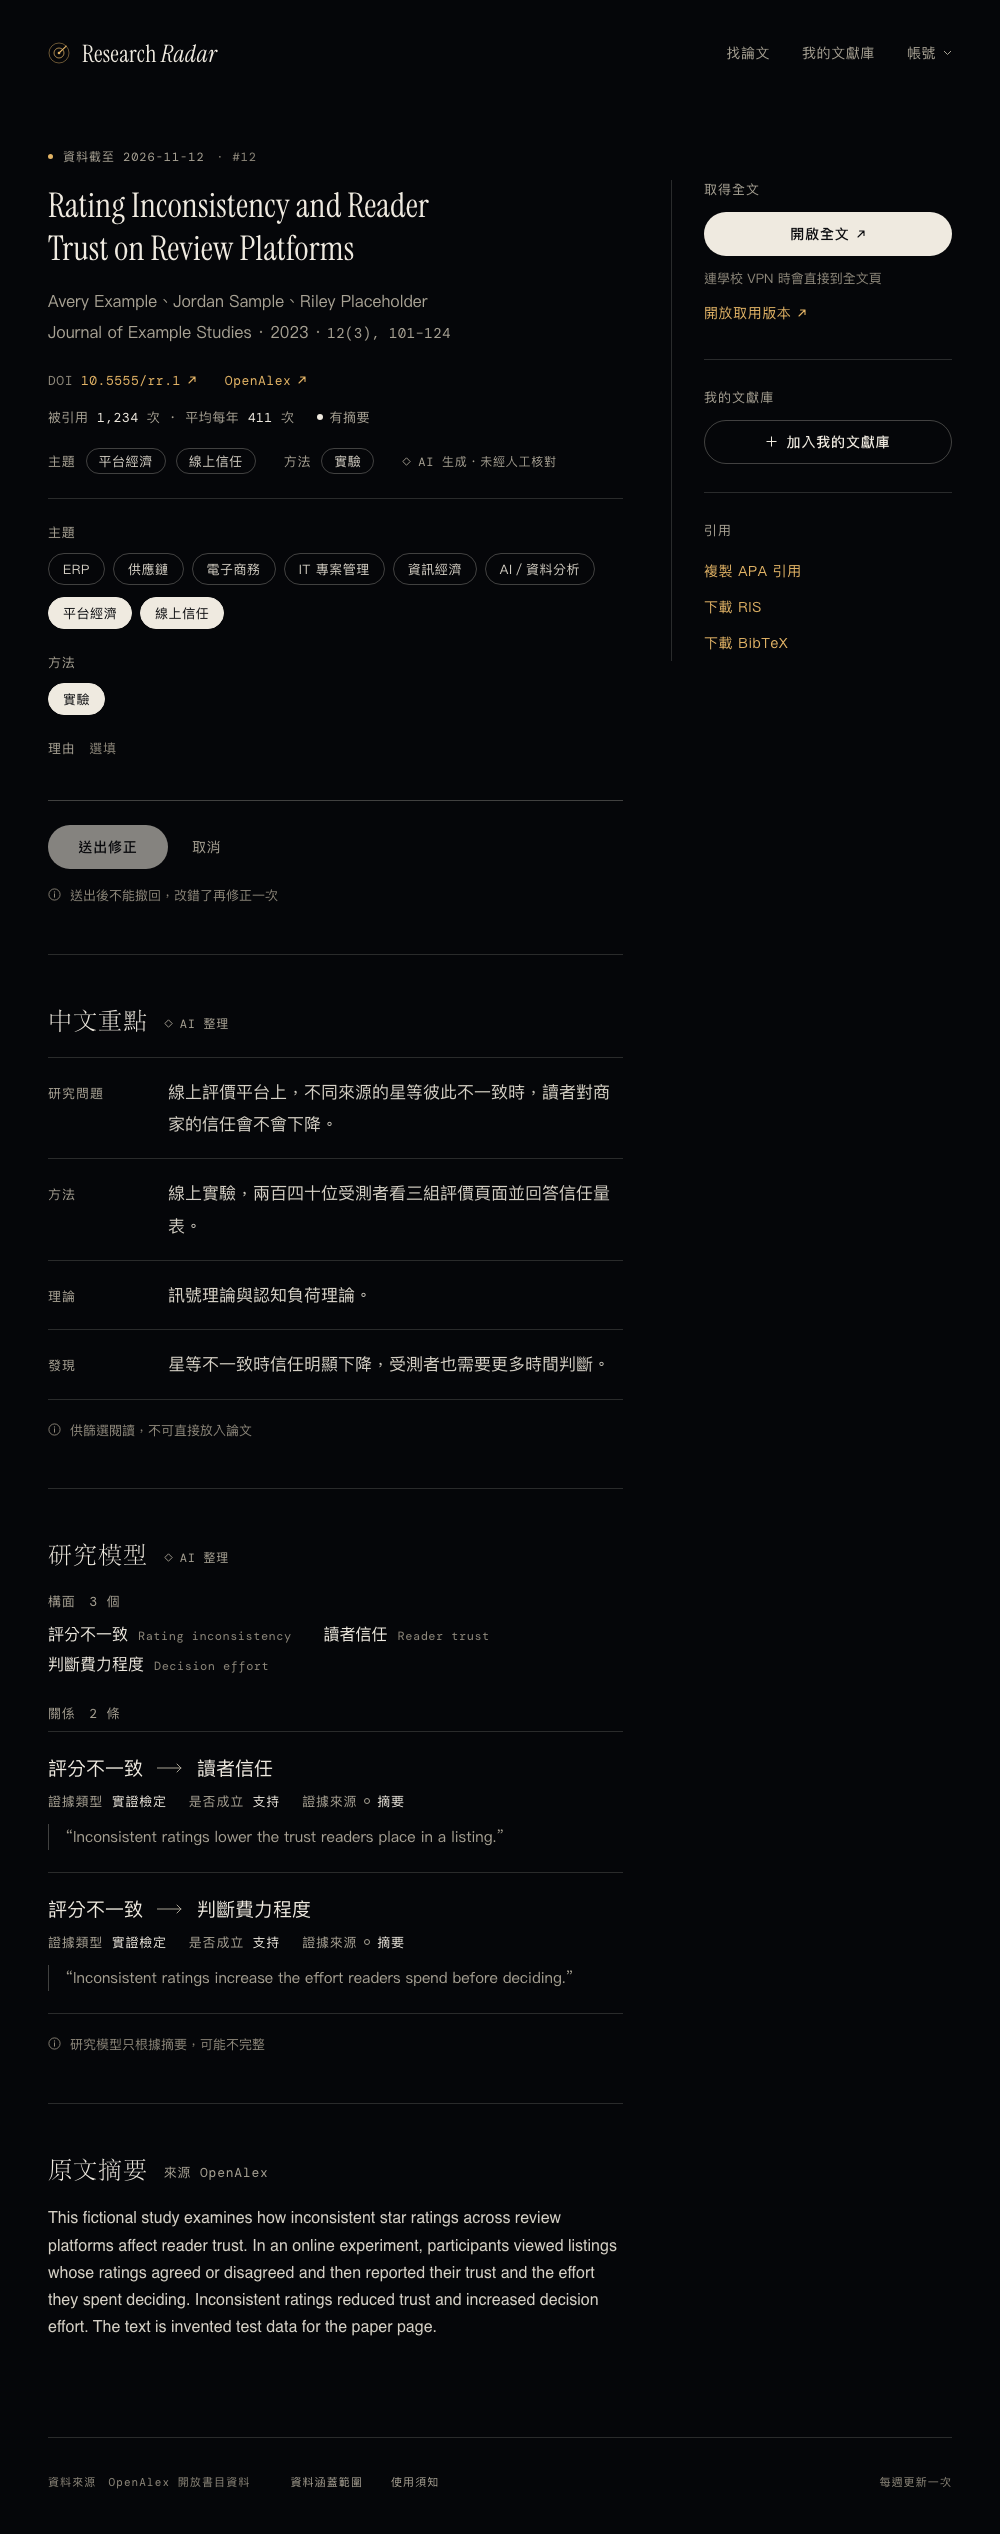 Research Radar
找論文 我的文獻庫 帳號
資料截至 2026-11-12 · #12
Rating Inconsistency and Reader
Trust on Review Platforms
Avery Example、Jordan Sample、Riley Placeholder
Journal of Example Studies · 2023 · 12(3), 101–124
DOI 10.5555/rr.1 ↗ OpenAlex ↗
被引用 1,234 次 · 平均每年 411 次 有摘要
主題 平台經濟 線上信任 方法 實驗 ◇ AI 生成·未經人工核對
主題
ERP 供應鏈 電子商務 IT 專案管理 資訊經濟 AI / 資料分析
平台經濟 線上信任
方法
實驗
理由 選填
送出修正 取消
送出後不能撤回，改錯了再修正一次
取得全文
開啟全文 ↗
連學校 VPN 時會直接到全文頁
開放取用版本 ↗
我的文獻庫
＋ 加入我的文獻庫
引用
複製 APA 引用
下載 RIS
下載 BibTeX
中文重點 ◇ AI 整理
研究問題 線上評價平台上，不同來源的星等彼此不一致時，讀者對商
家的信任會不會下降。
方法 線上實驗，兩百四十位受測者看三組評價頁面並回答信任量
表。
理論 訊號理論與認知負荷理論。
發現 星等不一致時信任明顯下降，受測者也需要更多時間判斷。
供篩選閱讀，不可直接放入論文
研究模型 ◇ AI 整理
構面 3 個
評分不一致 Rating inconsistency 讀者信任 Reader trust
判斷費力程度 Decision effort
關係 2 條
評分不一致 → 讀者信任
證據類型 實證檢定 是否成立 支持 證據來源 摘要
“Inconsistent ratings lower the trust readers place in a listing.”
評分不一致 → 判斷費力程度
證據類型 實證檢定 是否成立 支持 證據來源 摘要
“Inconsistent ratings increase the effort readers spend before deciding.”
研究模型只根據摘要，可能不完整
原文摘要 來源 OpenAlex
This fictional study examines how inconsistent star ratings across review
platforms affect reader trust. In an online experiment, participants viewed listings
whose ratings agreed or disagreed and then reported their trust and the effort
they spent deciding. Inconsistent ratings reduced trust and increased decision
effort. The text is invented test data for the paper page.
資料來源 OpenAlex 開放書目資料 資料涵蓋範圍 使用須知 每週更新一次